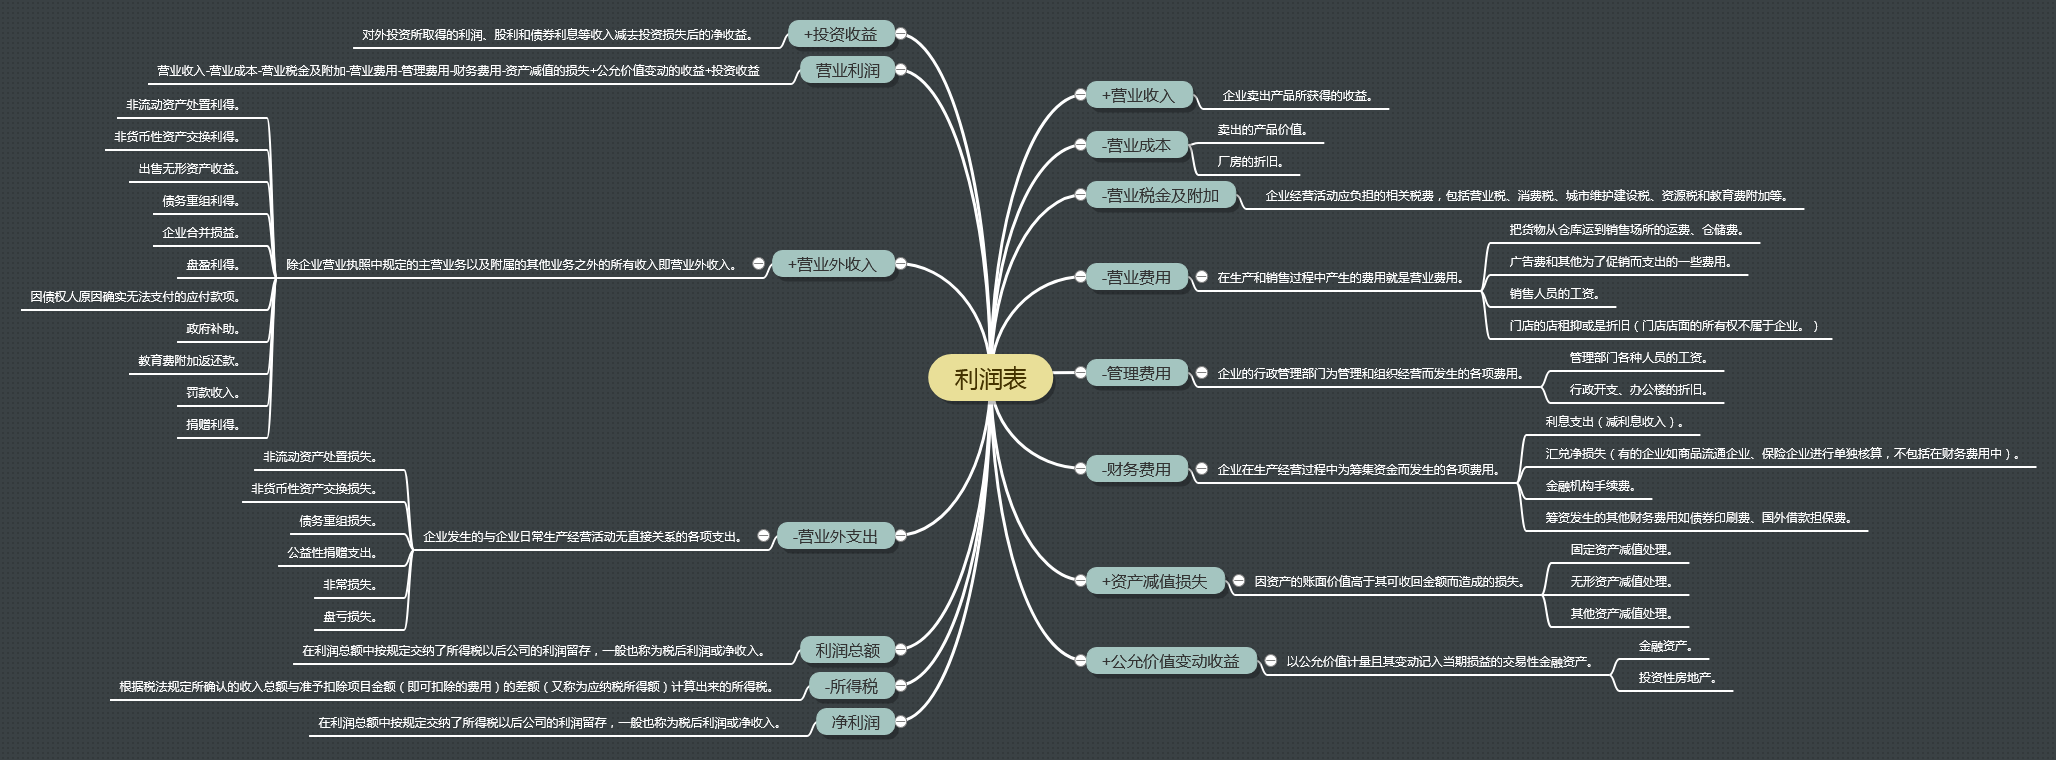 利润表
+营业收入
企业卖出产品所获得的收益。
-营业成本
卖出的产品价值。
厂房的折旧。
-营业税金及附加
企业经营活动应负担的相关税费，包括营业税、消费税、城市维护建设税、资源税和教育费附加等。
-营业费用
在生产和销售过程中产生的费用就是营业费用。
把货物从仓库运到销售场所的运费、仓储费。
广告费和其他为了促销而支出的一些费用。
销售人员的工资。
门店的店租抑或是折旧（门店店面的所有权不属于企业。）
-管理费用
企业的行政管理部门为管理和组织经营而发生的各项费用。
管理部门各种人员的工资。
行政开支、办公楼的折旧。
-财务费用
企业在生产经营过程中为筹集资金而发生的各项费用。
利息支出（减利息收入）。
汇兑净损失（有的企业如商品流通企业、保险企业进行单独核算，不包括在财务费用中）。
金融机构手续费。
筹资发生的其他财务费用如债券印刷费、国外借款担保费。
+资产减值损失
因资产的账面价值高于其可收回金额而造成的损失。
固定资产减值处理。
无形资产减值处理。
其他资产减值处理。
+公允价值变动收益
以公允价值计量且其变动记入当期损益的交易性金融资产。
金融资产。
投资性房地产。
+投资收益
对外投资所取得的利润、股利和债券利息等收入减去投资损失后的净收益。
营业利润
营业收入-营业成本-营业税金及附加-营业费用-管理费用-财务费用-资产减值的损失+公允价值变动的收益+投资收益
+营业外收入
除企业营业执照中规定的主营业务以及附属的其他业务之外的所有收入即营业外收入。
非流动资产处置利得。
非货币性资产交换利得。
出售无形资产收益。
债务重组利得。
企业合并损益。
盘盈利得。
因债权人原因确实无法支付的应付款项。
政府补助。
教育费附加返还款。
罚款收入。
捐赠利得。
-营业外支出
企业发生的与企业日常生产经营活动无直接关系的各项支出。
非流动资产处置损失。
非货币性资产交换损失。
债务重组损失。
公益性捐赠支出。
非常损失。
盘亏损失。
利润总额
在利润总额中按规定交纳了所得税以后公司的利润留存，一般也称为税后利润或净收入。
-所得税
根据税法规定所确认的收入总额与准予扣除项目金额（即可扣除的费用）的差额（又称为应纳税所得额）计算出来的所得税。
净利润
在利润总额中按规定交纳了所得税以后公司的利润留存，一般也称为税后利润或净收入。